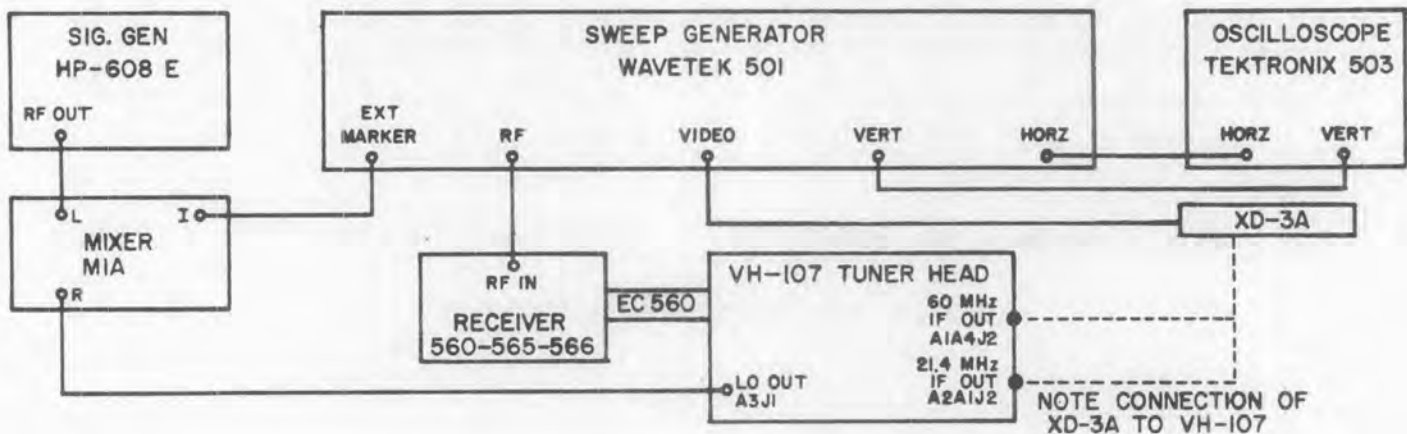 SIG. GEN
HP-608 E
RF OUT
SWEEP GENERATOR
WAVETEK 501
EXT
MARKER
RF
VIDEO
VERT
HORZ
OSCILLOSCOPE
TEKTRONIX 503
HORZ
VERT
L
I
MIXER
M1A
R
XD-3A
RF IN
RECEIVER
560-565-566
EC 560
VH-107 TUNER HEAD
60 MHz
IF OUT
A1A4J2
21.4 MHz
IF OUT
A2A1J2
LO OUT
A3J1
NOTE CONNECTION OF
XD-3A TO VH-107